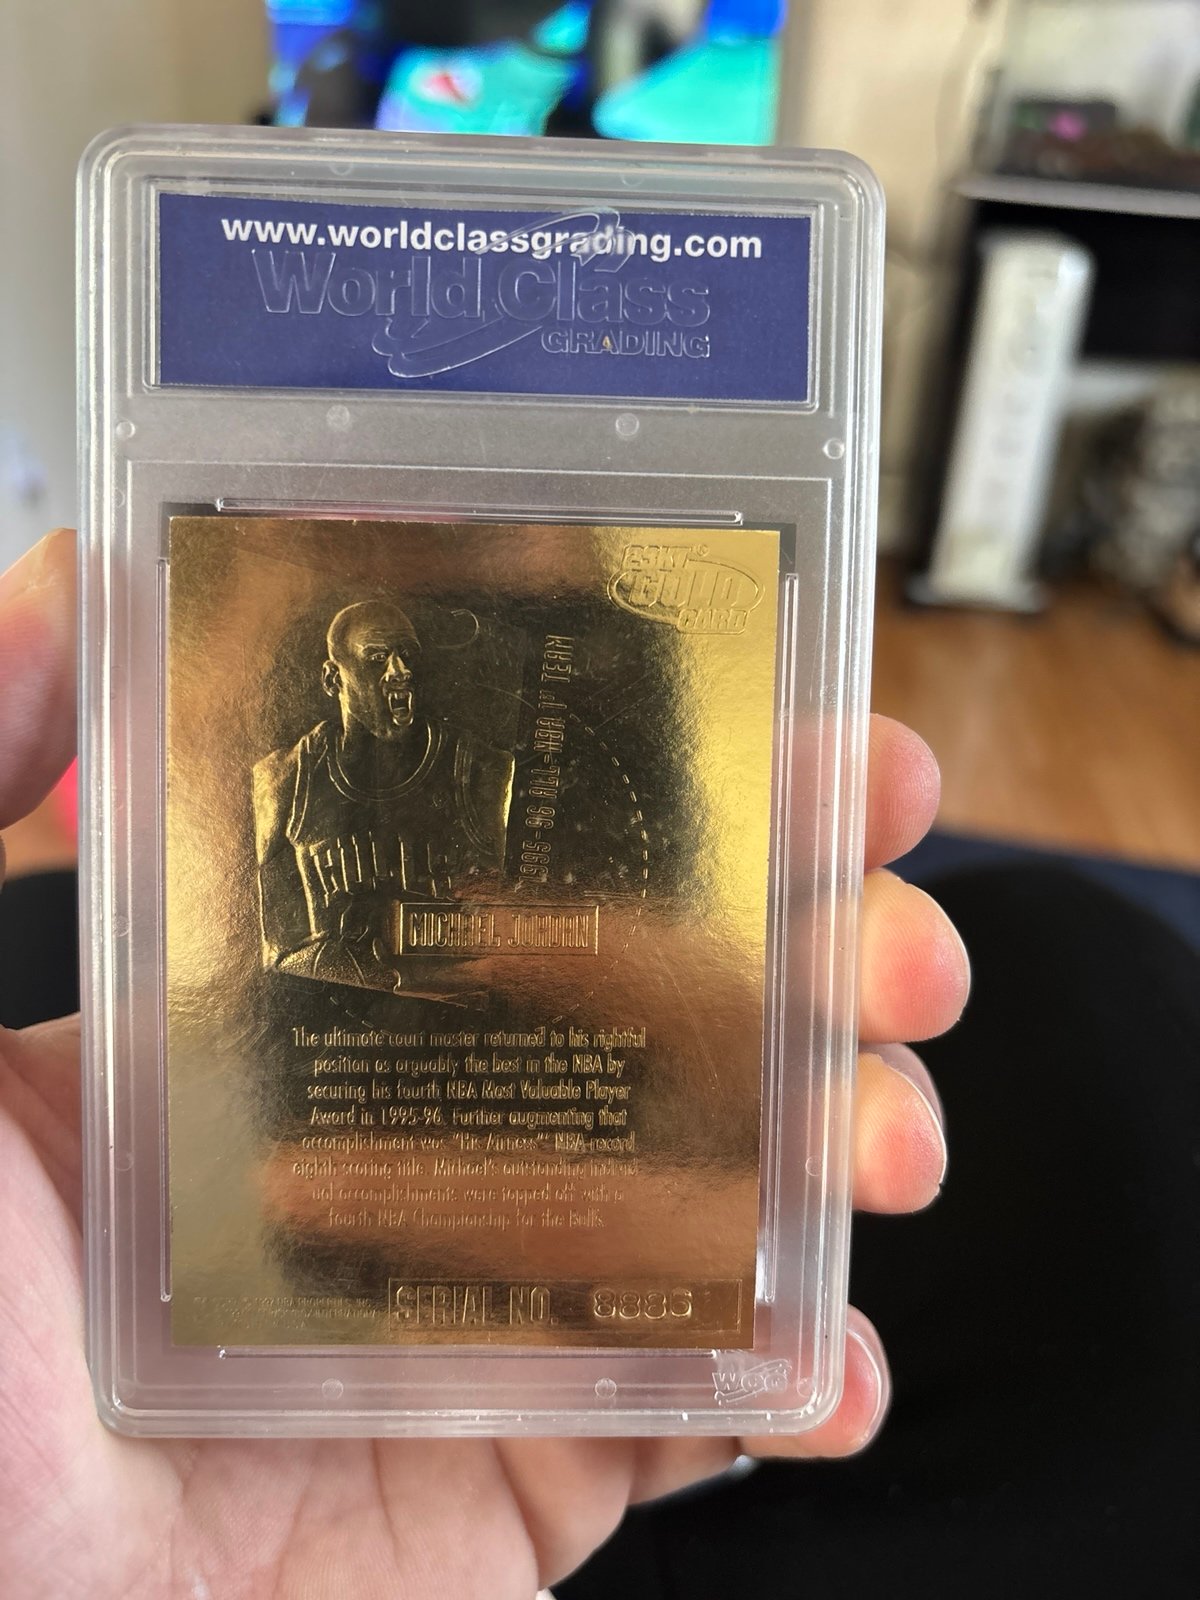 www.worldclassgrading.com
World Class
GRADING
23KT©
GOLD
CARD
1995-96 ALL-NBA 1ST TEAM
BULLS
MICHAEL JORDAN
The ultimate court master returned to his rightful
position as arguably the best in the NBA by
securing his fourth NBA Most Valuable Player
Award in 1995-96. Further augmenting that
accomplishment was "His Airness'" NBA-record
eighth scoring title. Michael's outstanding individ-
ual accomplishments were topped off with a
fourth NBA Championship for the Bulls.
SERIAL NO. 8886
WCG